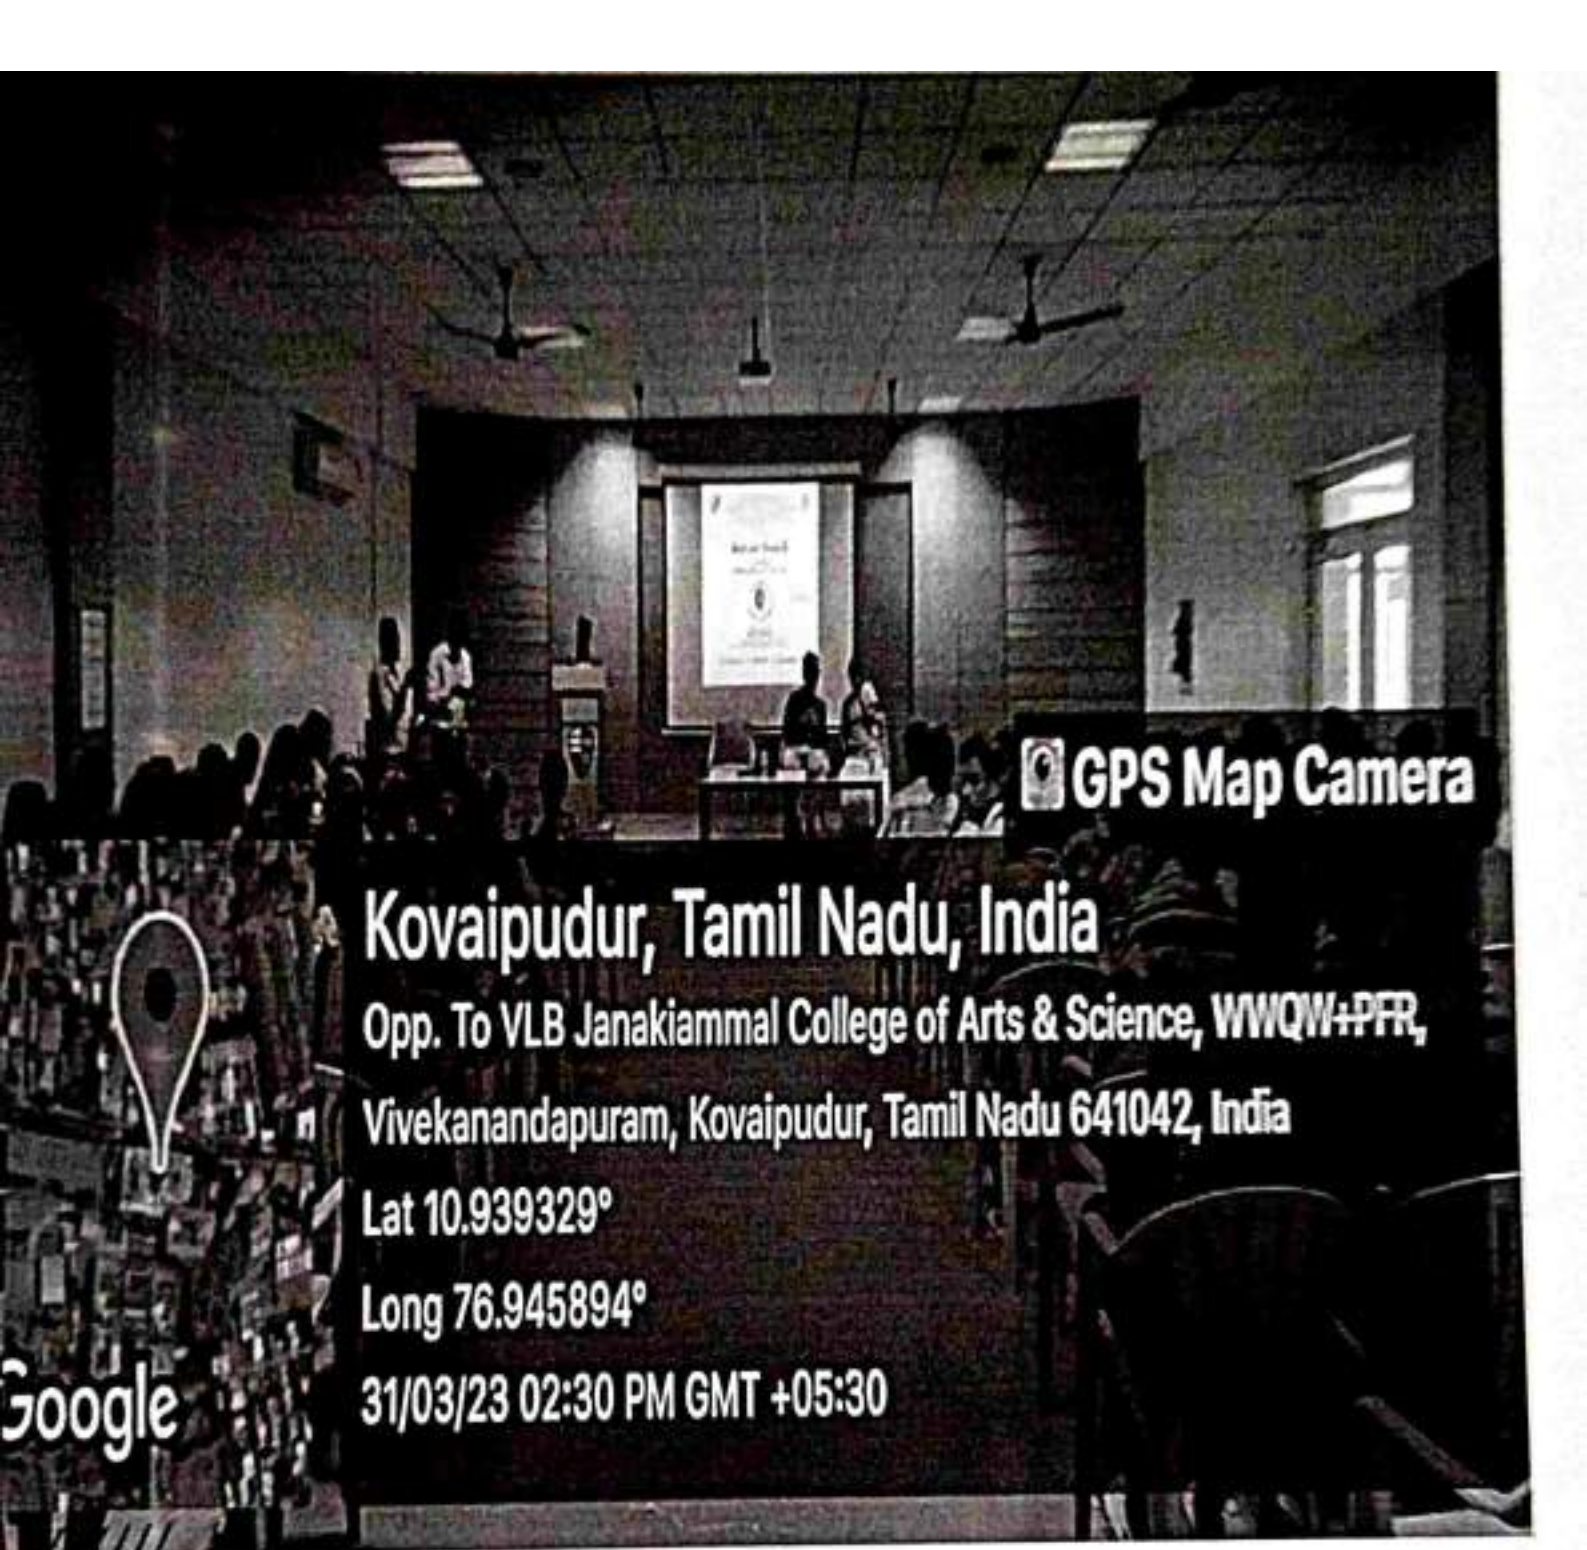 GPS Map Camera
Kovaipudur, Tamil Nadu, India
Opp. To VLB Janakiammal College of Arts & Science, WWQW+PFR,
Vivekanandapuram, Kovaipudur, Tamil Nadu 641042, India
Lat 10.939329°
Long 76.945894°
31/03/23 02:30 PM GMT +05:30
Google